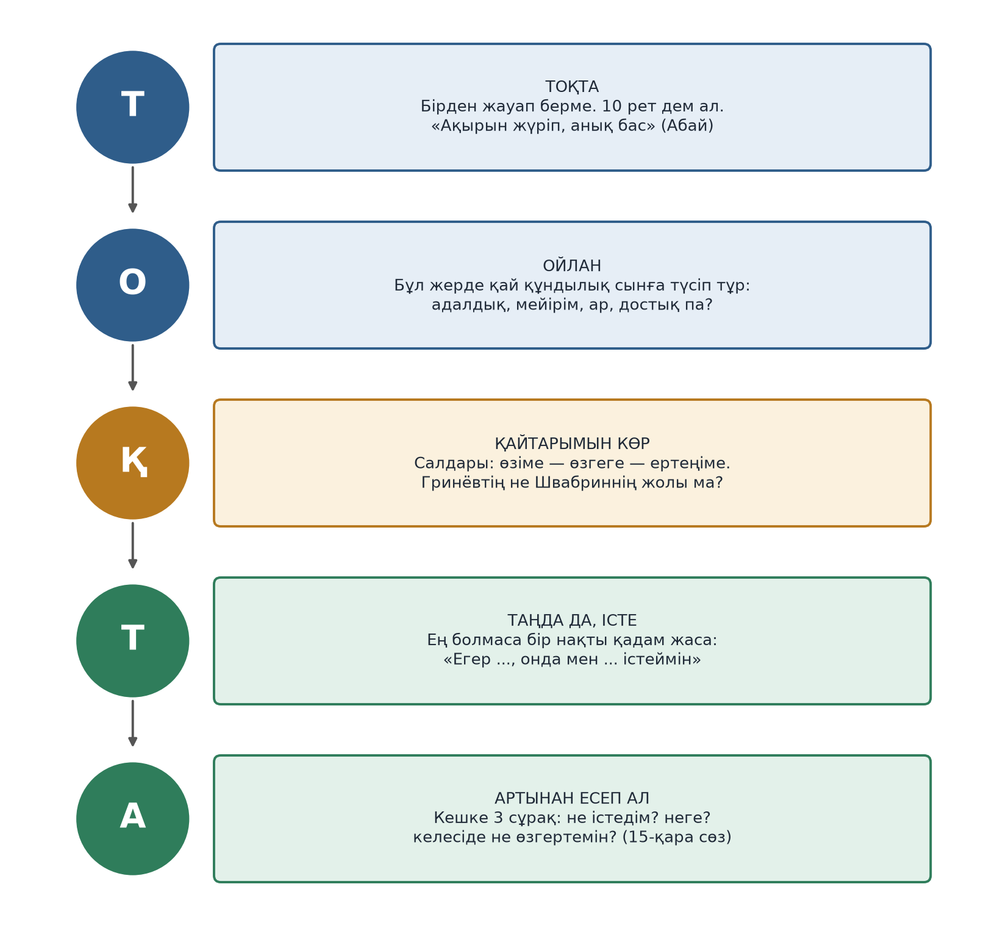 Т
ТОҚТА
Бірден жауап берме. 10 рет дем ал.
«Ақырын жүріп, анық бас» (Абай)
О
ОЙЛАН
Бұл жерде қай құндылық сынға түсіп тұр:
адалдық, мейірім, ар, достық па?
Қ
ҚАЙТАРЫМЫН КӨР
Салдары: өзіме — өзгеге — ертеңіме.
Гринёвтің не Швабриннің жолы ма?
Т
ТАҢДА ДА, ІСТЕ
Ең болмаса бір нақты қадам жаса:
«Егер ..., онда мен ... істеймін»
А
АРТЫНАН ЕСЕП АЛ
Кешке 3 сұрақ: не істедім? неге?
келесіде не өзгертемін? (15-қара сөз)